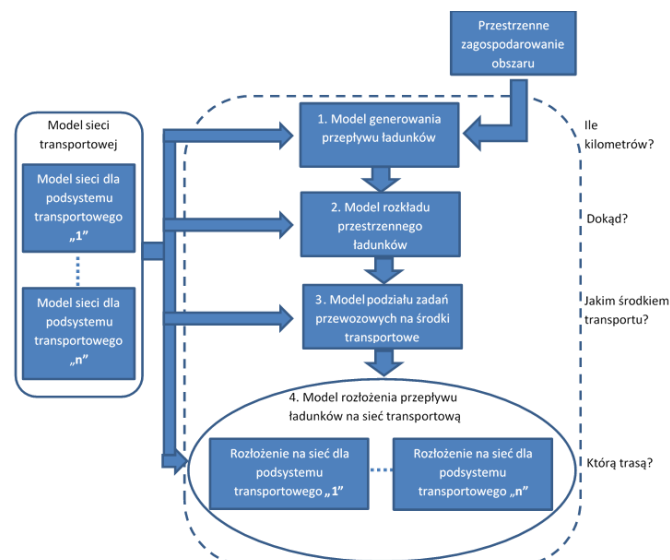 Przestrzenne
zagospodarowanie
obszaru
Model sieci
transportowej
Model sieci dla
podsystemu
transportowego
„1"
Model sieci dla
podsystemu
transportowego
„n"
1. Model generowania
przepływu ładunków
Ile
kilometrów?
2. Model rozkładu
przestrzennego
ładunków
Dokąd?
3. Model podziału zadań
przewozowych na środki
transportowe
Jakim środkiem
transportu?
4. Model rozłożenia przepływu
ładunków na sieć transportową
Rozłożenie na sieć dla
podsystemu
transportowego „1"
Rozłożenie na sieć dla
podsystemu
transportowego „n"
Którą trasą?